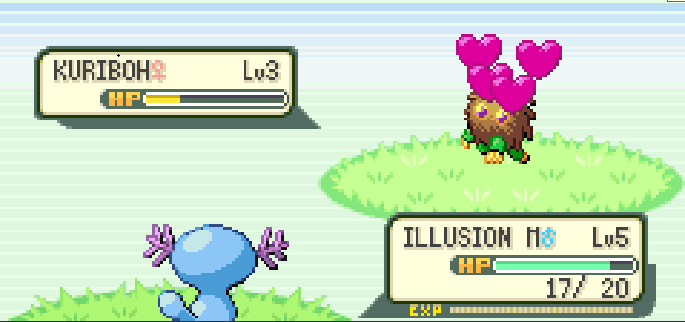 KURIBOH♀ Lv3
HP
ILLUSION M♂ Lv5
HP
17/ 20
EXP